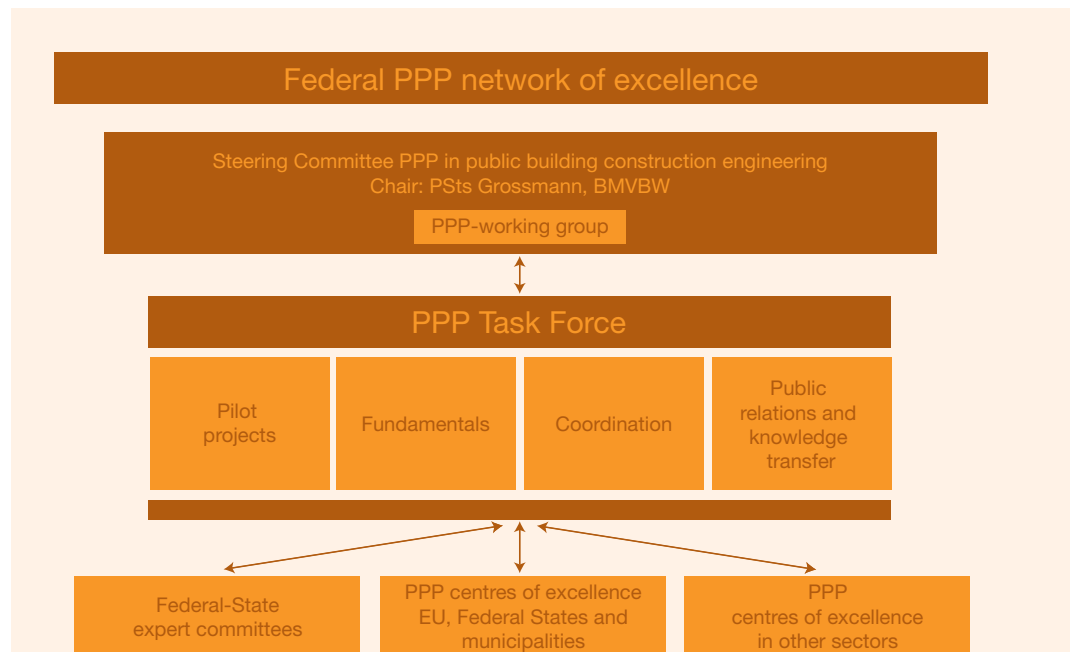 Federal PPP network of excellence
Steering Committee PPP in public building construction engineering
Chair: PSts Grossmann, BMVBW
PPP-working group
PPP Task Force
Pilot
projects
Fundamentals
Coordination
Public
relations and
knowledge
transfer
Federal-State
expert committees
PPP centres of excellence
EU, Federal States and
municipalities
PPP
centres of excellence
in other sectors